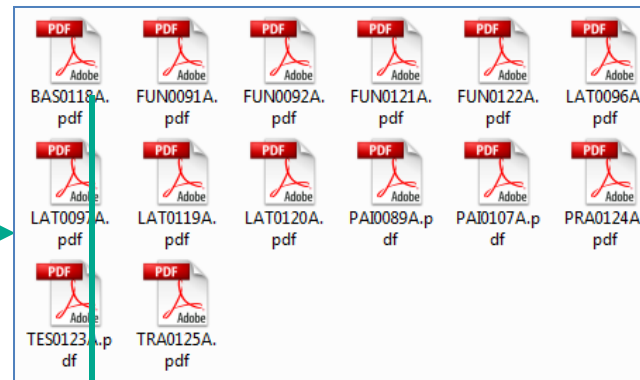 PDF PDF PDF PDF PDF PDF
Adobe Adobe Adobe Adobe Adobe Adobe
BAS0118A. FUN0091A. FUN0092A. FUN0121A. FUN0122A. LAT0096A
pdf pdf pdf pdf pdf pdf
PDF PDF PDF PDF PDF PDF
Adobe Adobe Adobe Adobe Adobe Adobe
LAT0097A. LAT0119A. LAT0120A. PAI0089A.p PAI0107A.p PRA0124A
pdf pdf pdf df df pdf
PDF PDF
Adobe Adobe
TES0123A.p TRA0125A.
df pdf